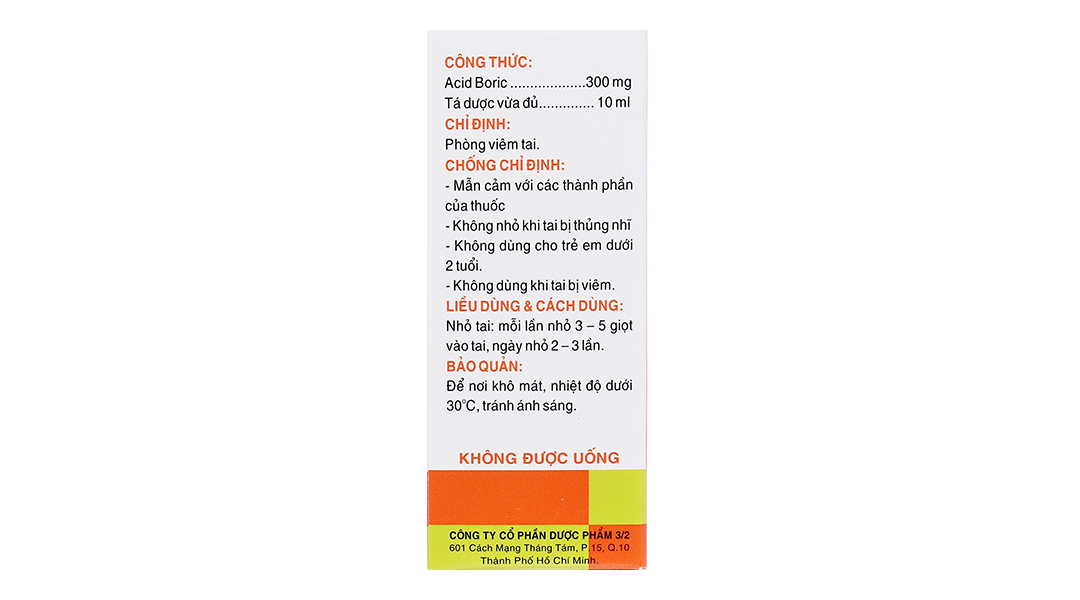 CÔNG THỨC:
Acid Boric ...................300 mg
Tá dược vừa đủ.............. 10 ml
CHỈ ĐỊNH:
Phòng viêm tai.
CHỐNG CHỈ ĐỊNH:
- Mẫn cảm với các thành phần
của thuốc
- Không nhỏ khi tai bị thủng nhĩ
- Không dùng cho trẻ em dưới
2 tuổi.
- Không dùng khi tai bị viêm.
LIỀU DÙNG & CÁCH DÙNG:
Nhỏ tai: mỗi lần nhỏ 3 – 5 giọt
vào tai, ngày nhỏ 2 – 3 lần.
BẢO QUẢN:
Để nơi khô mát, nhiệt độ dưới
30°C, tránh ánh sáng.
KHÔNG ĐƯỢC UỐNG
CÔNG TY CỔ PHẦN DƯỢC PHẨM 3/2
601 Cách Mạng Tháng Tám, P.15, Q.10
Thành Phố Hồ Chí Minh.